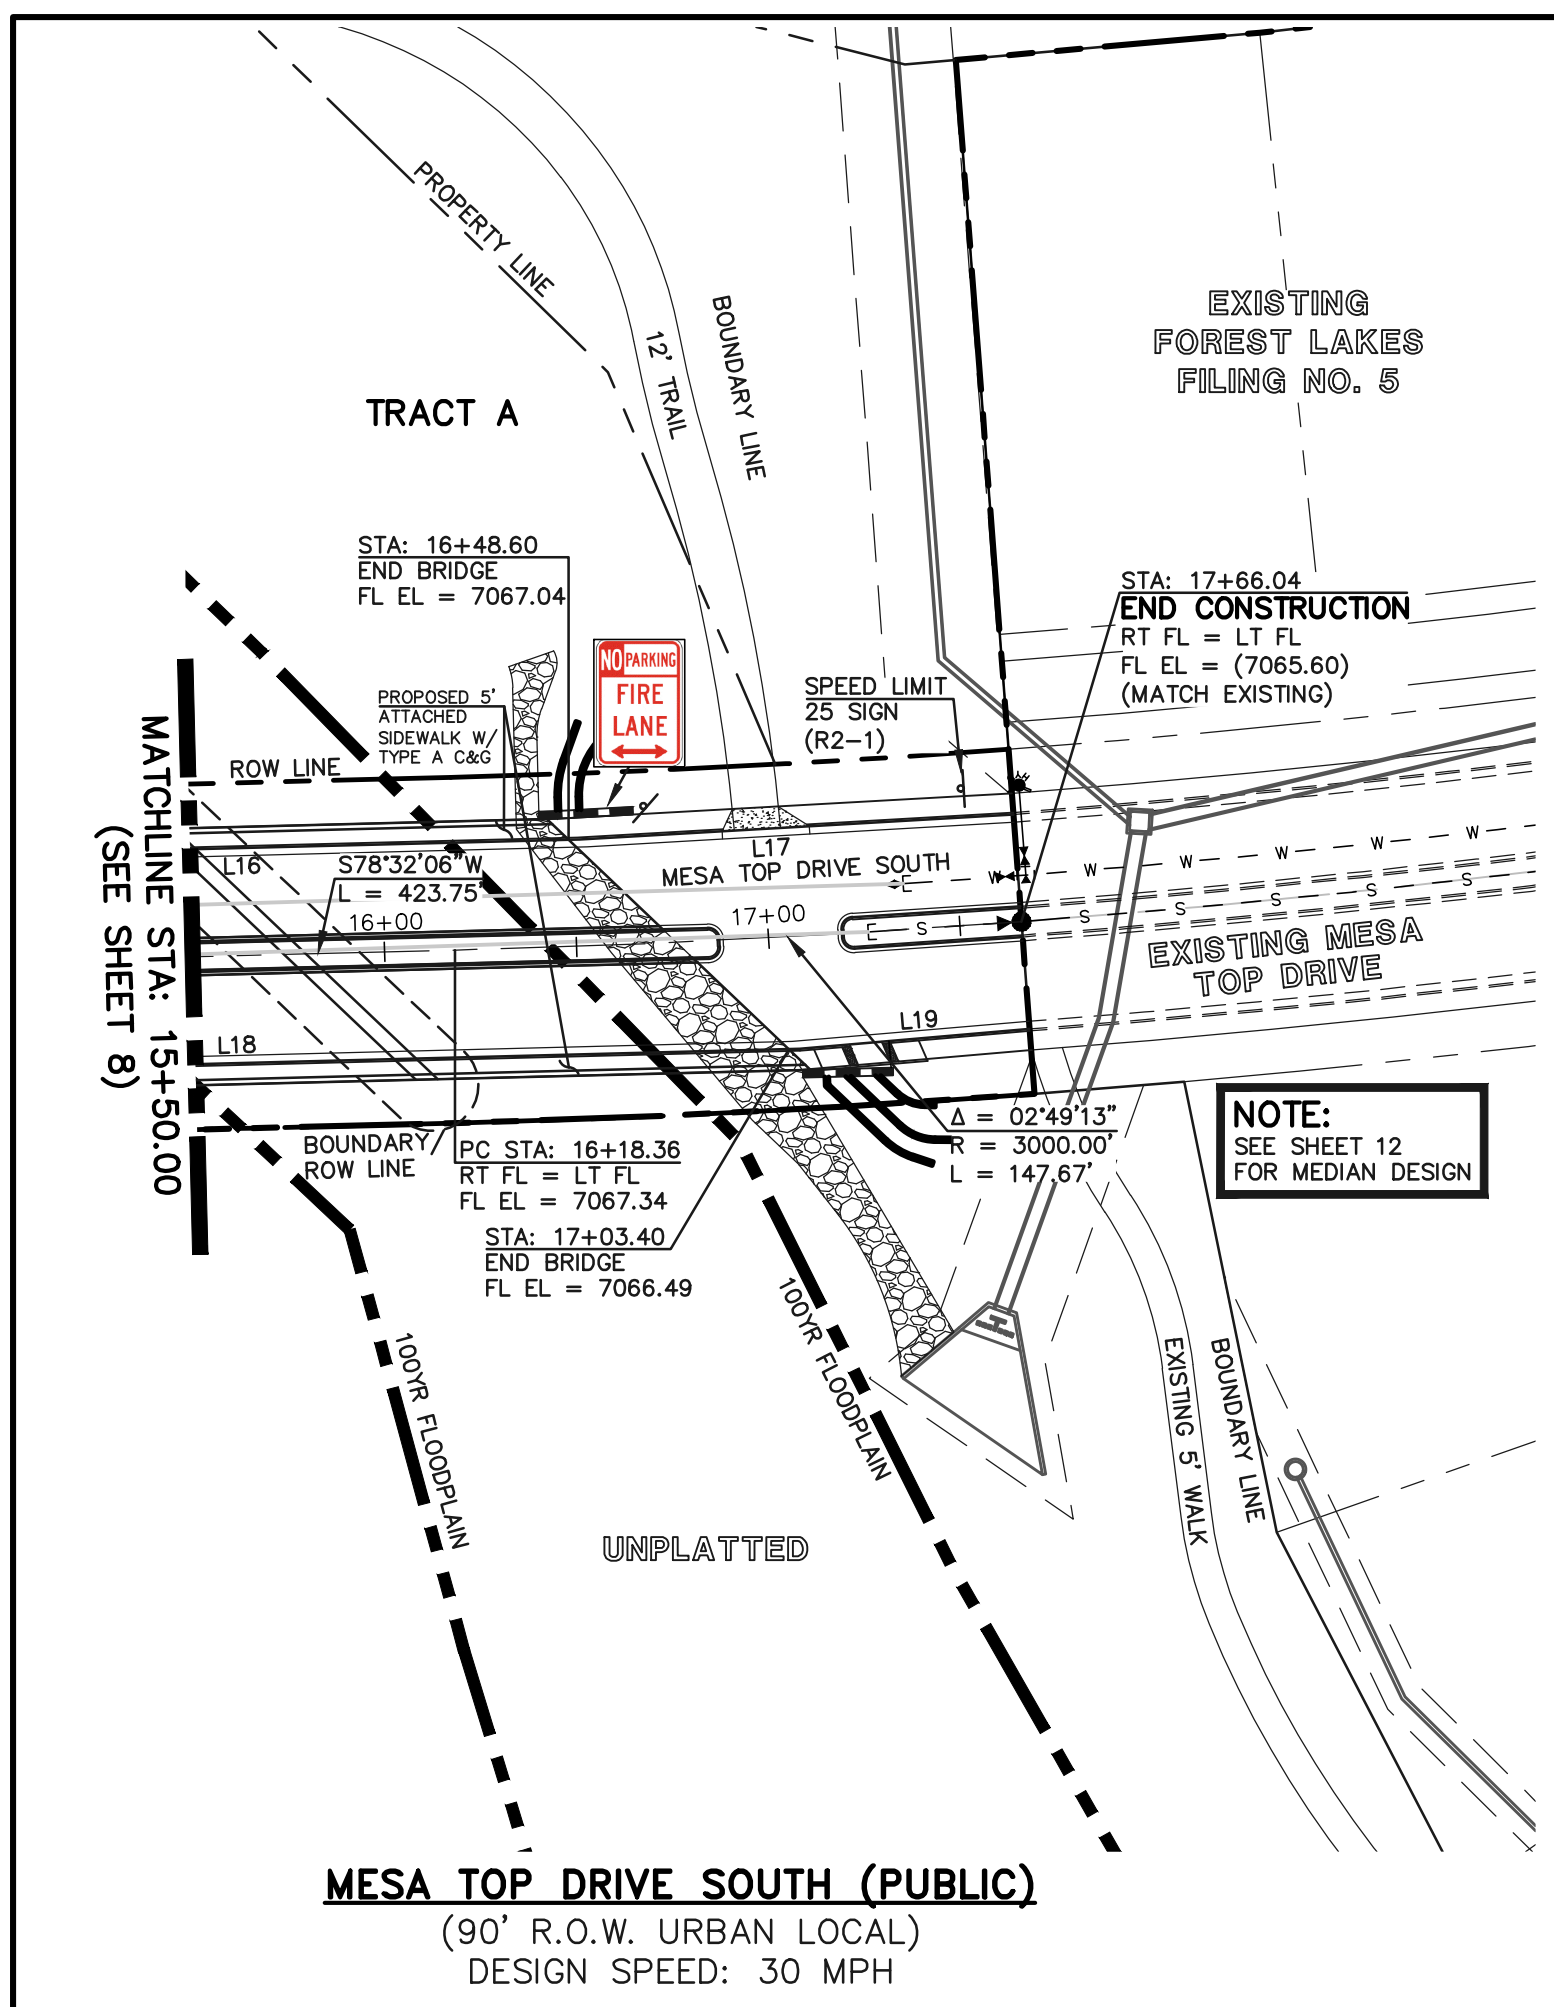 PROPERTY LINE
12' TRAIL
BOUNDARY LINE
EXISTING
FOREST LAKES
FILING NO. 5
TRACT A
STA: 16+48.60
END BRIDGE
FL EL = 7067.04
NO PARKING
FIRE
LANE
STA: 17+66.04
END CONSTRUCTION
RT FL = LT FL
FL EL = (7065.60)
(MATCH EXISTING)
SPEED LIMIT
25 SIGN
(R2-1)
PROPOSED 5'
ATTACHED
SIDEWALK W/
TYPE A C&G
ROW LINE
MATCHLINE STA: 15+50.00
(SEE SHEET 8)
L16
S78°32'06"W
L = 423.75'
16+00
L17
MESA TOP DRIVE SOUTH
17+00
E
W
W
W
W
W
W
E
S
S
S
S
S
S
EXISTING MESA
TOP DRIVE
L18
L19
BOUNDARY/
ROW LINE
PC STA: 16+18.36
RT FL = LT FL
FL EL = 7067.34
STA: 17+03.40
END BRIDGE
FL EL = 7066.49
Δ = 02°49'13"
R = 3000.00'
L = 147.67'
NOTE:
SEE SHEET 12
FOR MEDIAN DESIGN
100YR FLOODPLAIN
100YR FLOODPLAIN
EXISTING 5' WALK
BOUNDARY LINE
UNPLATTED
MESA TOP DRIVE SOUTH (PUBLIC)
(90' R.O.W. URBAN LOCAL)
DESIGN SPEED: 30 MPH